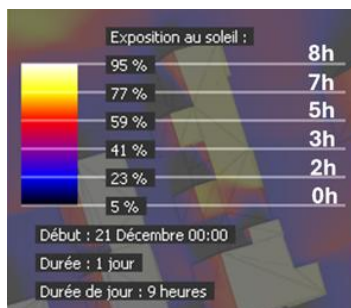 Exposition au soleil :
95 % 8h
77 % 7h
59 % 5h
41 % 3h
23 % 2h
5 % 0h
Début : 21 Décembre 00:00
Durée : 1 jour
Durée de jour : 9 heures